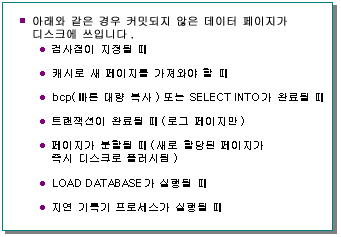 아래와 같은 경우 커밋되지 않은 데이터 페이지가
디스크에 쓰입니다.
검사점이 지정될 때
캐시로 새 페이지를 가져와야 할 때
bcp(빠른 대량 복사) 또는 SELECT INTO가 완료될 때
트랜잭션이 완료될 때 (로그 페이지만)
페이지가 분할될 때 (새로 할당된 페이지가
즉시 디스크로 플러시됨)
LOAD DATABASE가 실행될 때
지연 기록기 프로세스가 실행될 때